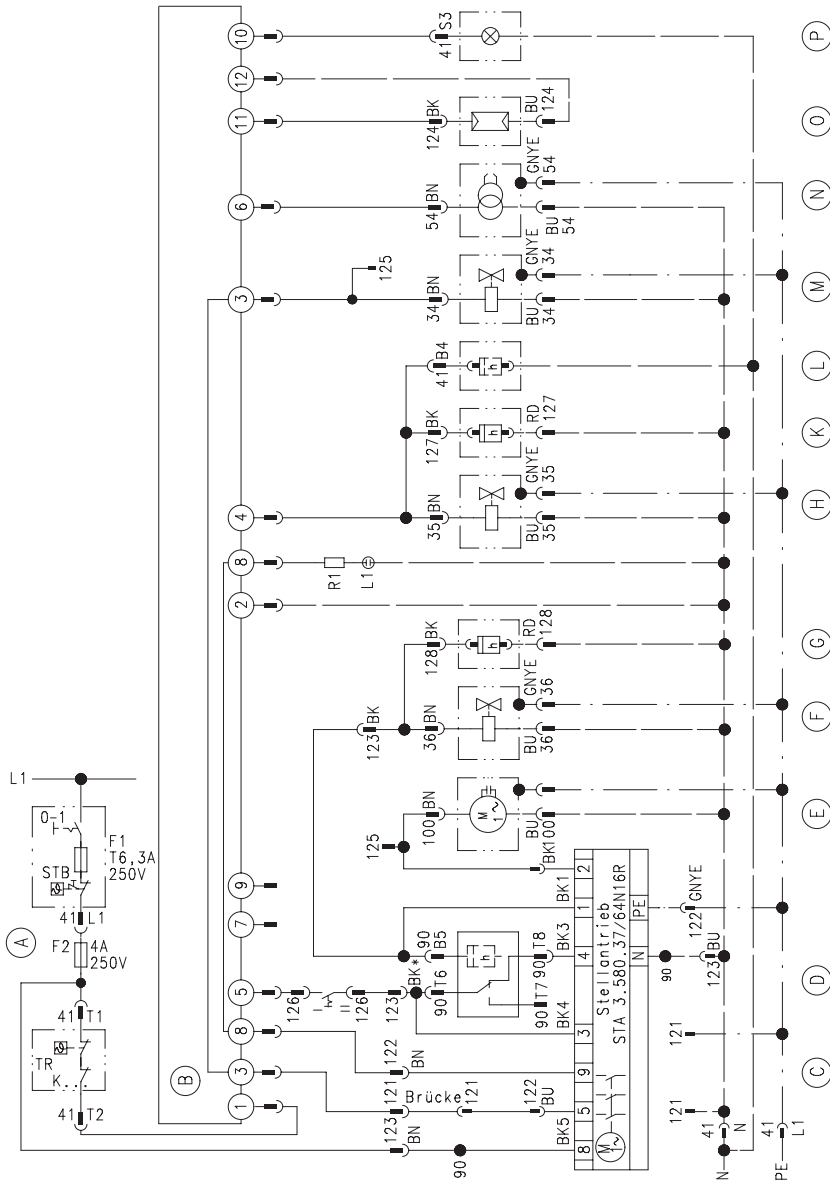 L1
0-1
F1
T6,3A
250V
STB
41 L1
F2 4A
250V
A
41 T1
TR
K...
41 T2
B
1
3
8
5
7
9
2
8
4
3
6
11
12
10
125
41 S3
124 BK
BU 124
54 BN
GNYE 54
BU 54
34 BN
GNYE 34
BU 34
41 B4
h
127 BK
h
RD 127
35 BN
GNYE 35
BU 35
R1
L1
128 BK
h
RD 128
123 BK
36 BN
GNYE 36
BU 36
125
100 BN
M
1~
BU 100
BK
90 B5
h
BK*
90 T6
90 T8
90 T7
126
126
123
122
BN
121
123
Brücke
121
122
BU
BN
90
BK1
BK3
BK4
BK5
8
5
9
3
4
1
2
M
1~
Stellantrieb
STA 3.580.37/64N16R
N
PE
122 GNYE
90
123 BU
121
121
41 N
41 L1
N
PE
P
O
N
M
L
K
H
G
F
E
D
C